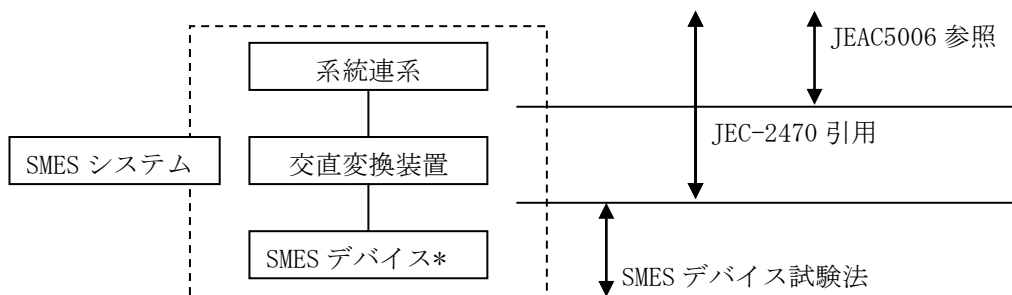 JEAC5006 参照
系統連系
JEC-2470 引用
SMES システム
交直変換装置
SMES デバイス*
SMES デバイス試験法